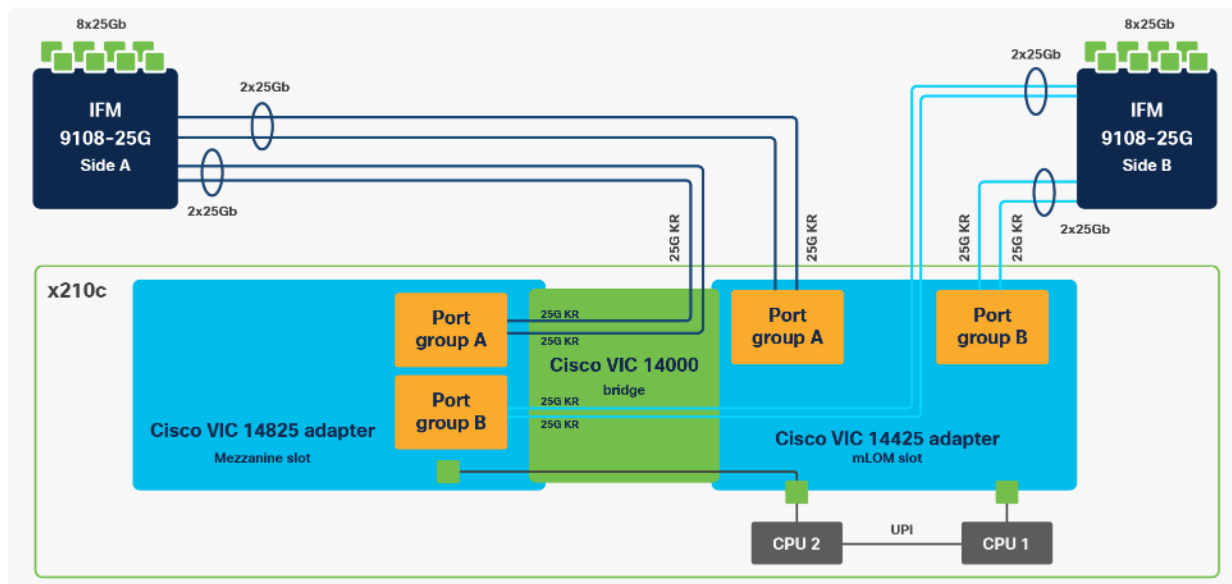 8x25Gb
IFM
9108-25G
Side A
2x25Gb
2x25Gb
8x25Gb
IFM
9108-25G
Side B
2x25Gb
2x25Gb
25G KR
25G KR
25G KR
25G KR
x210c
Port
group A
25G KR
25G KR
Port
group B
25G KR
25G KR
Cisco VIC 14825 adapter
Mezzanine slot
Cisco VIC 14000
bridge
Port
group A
Port
group B
Cisco VIC 14425 adapter
mLOM slot
CPU 2
UPI
CPU 1